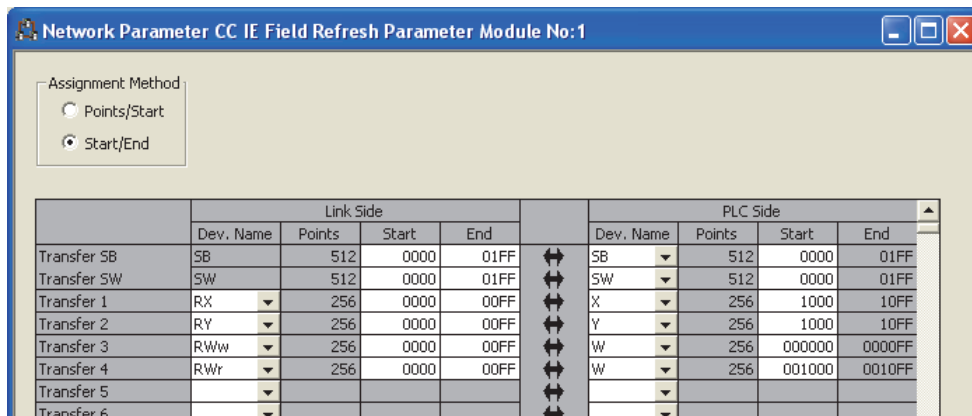 Network Parameter CC IE Field Refresh Parameter Module No:1
Assignment Method
Points/Start
Start/End
Link Side PLC Side
Dev. Name Points Start End Dev. Name Points Start End
Transfer SB SB 512 0000 01FF SB 512 0000 01FF
Transfer SW SW 512 0000 01FF SW 512 0000 01FF
Transfer 1 RX 256 0000 00FF X 256 1000 10FF
Transfer 2 RY 256 0000 00FF Y 256 1000 10FF
Transfer 3 RWw 256 0000 00FF W 256 000000 0000FF
Transfer 4 RWr 256 0000 00FF W 256 001000 0010FF
Transfer 5
Transfer 6